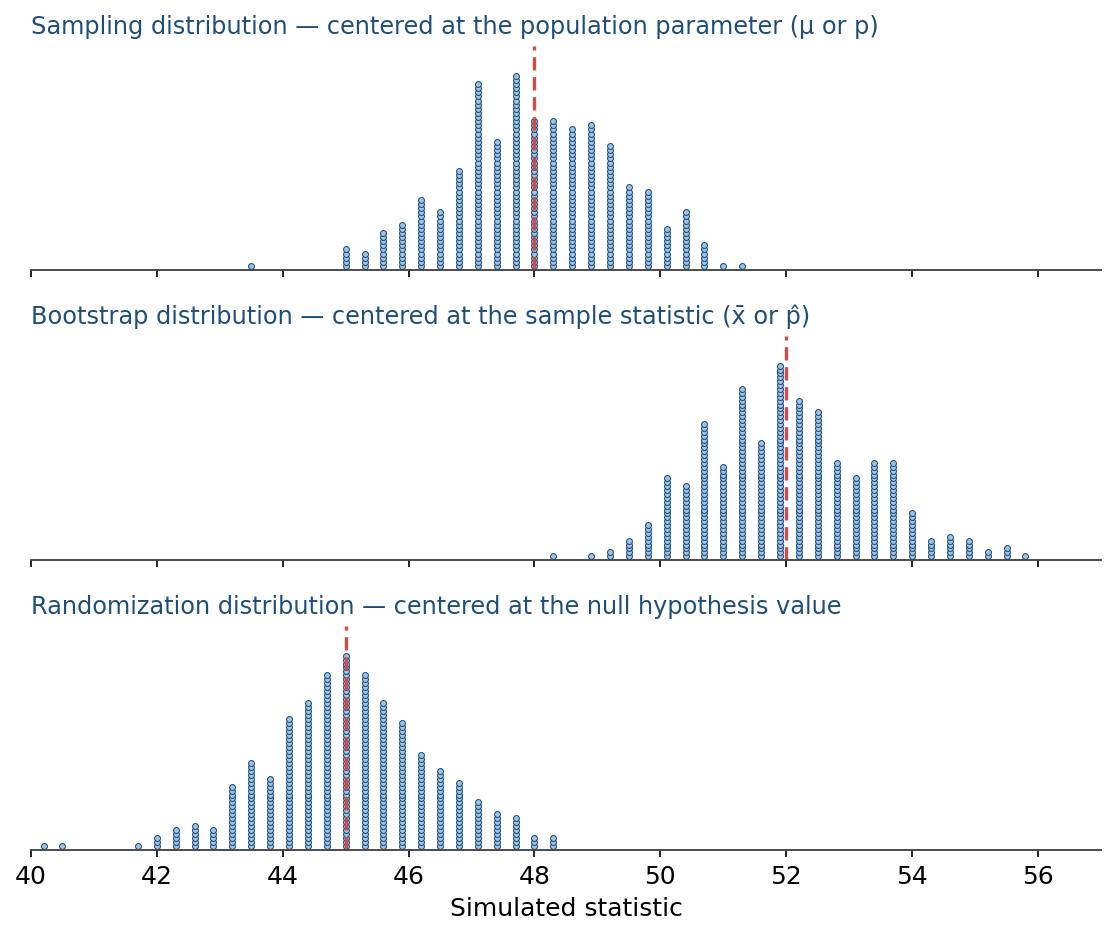 Sampling distribution — centered at the population parameter (μ or p)
Bootstrap distribution — centered at the sample statistic (x̄ or p̂)
Randomization distribution — centered at the null hypothesis value
40 42 44 46 48 50 52 54 56
Simulated statistic